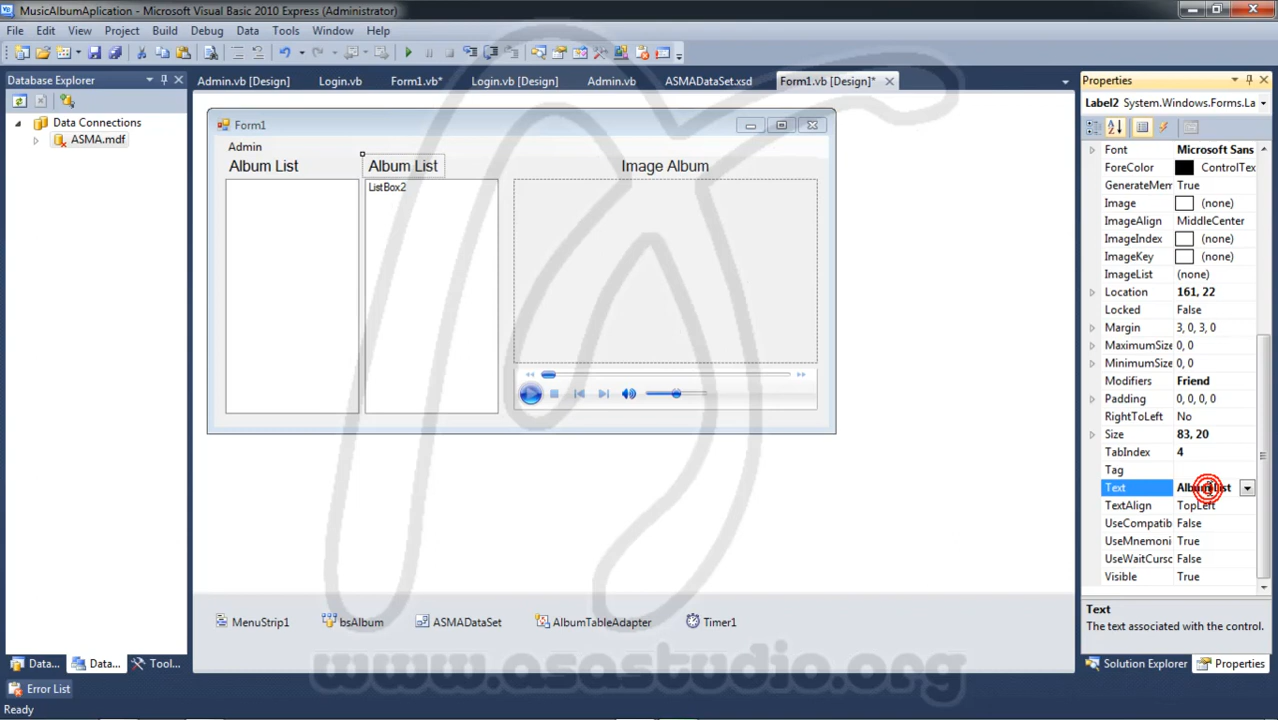 MusicAlbumAplication - Microsoft Visual Basic 2010 Express (Administrator)
File Edit View Project Build Debug Data Tools Window Help
Database Explorer
Admin.vb [Design] Login.vb Form1.vb* Login.vb [Design] Admin.vb ASMADataSet.xsd Form1.vb [Design]*
Properties
Data Connections
ASMA.mdf
Form1
Admin
Album List Album List Image Album
ListBox2
Label2 System.Windows.Forms.La
Font Microsoft Sans
ForeColor ControlTex
GenerateMem True
Image (none)
ImageAlign MiddleCenter
ImageIndex (none)
ImageKey (none)
ImageList (none)
Location 161, 22
Locked False
Margin 3, 0, 3, 0
MaximumSize 0, 0
MinimumSize 0, 0
Modifiers Friend
Padding 0, 0, 0, 0
RightToLeft No
Size 83, 20
TabIndex 4
Tag
Text Album List
TextAlign TopLeft
UseCompatib False
UseMnemoni True
UseWaitCurso False
Visible True
Text
The text associated with the control.
MenuStrip1 bsAlbum ASMADataSet AlbumTableAdapter Timer1
www.asastudio.org
Data... Data... Tool...
Solution Explorer Properties
Error List
Ready